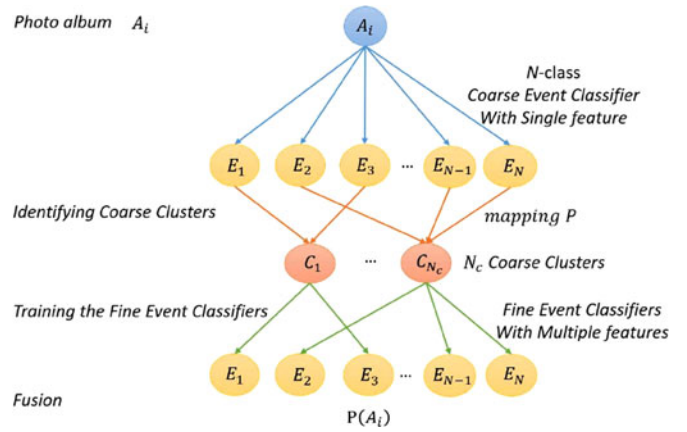 Photo album A_i
A_i
N-class
Coarse Event Classifier
With Single feature
E_1 E_2 E_3 ... E_{N-1} E_N
Identifying Coarse Clusters
mapping P
C_1 ... C_{N_c}
N_c Coarse Clusters
Training the Fine Event Classifiers
Fine Event Classifiers
With Multiple features
E_1 E_2 E_3 ... E_{N-1} E_N
Fusion
P(A_i)